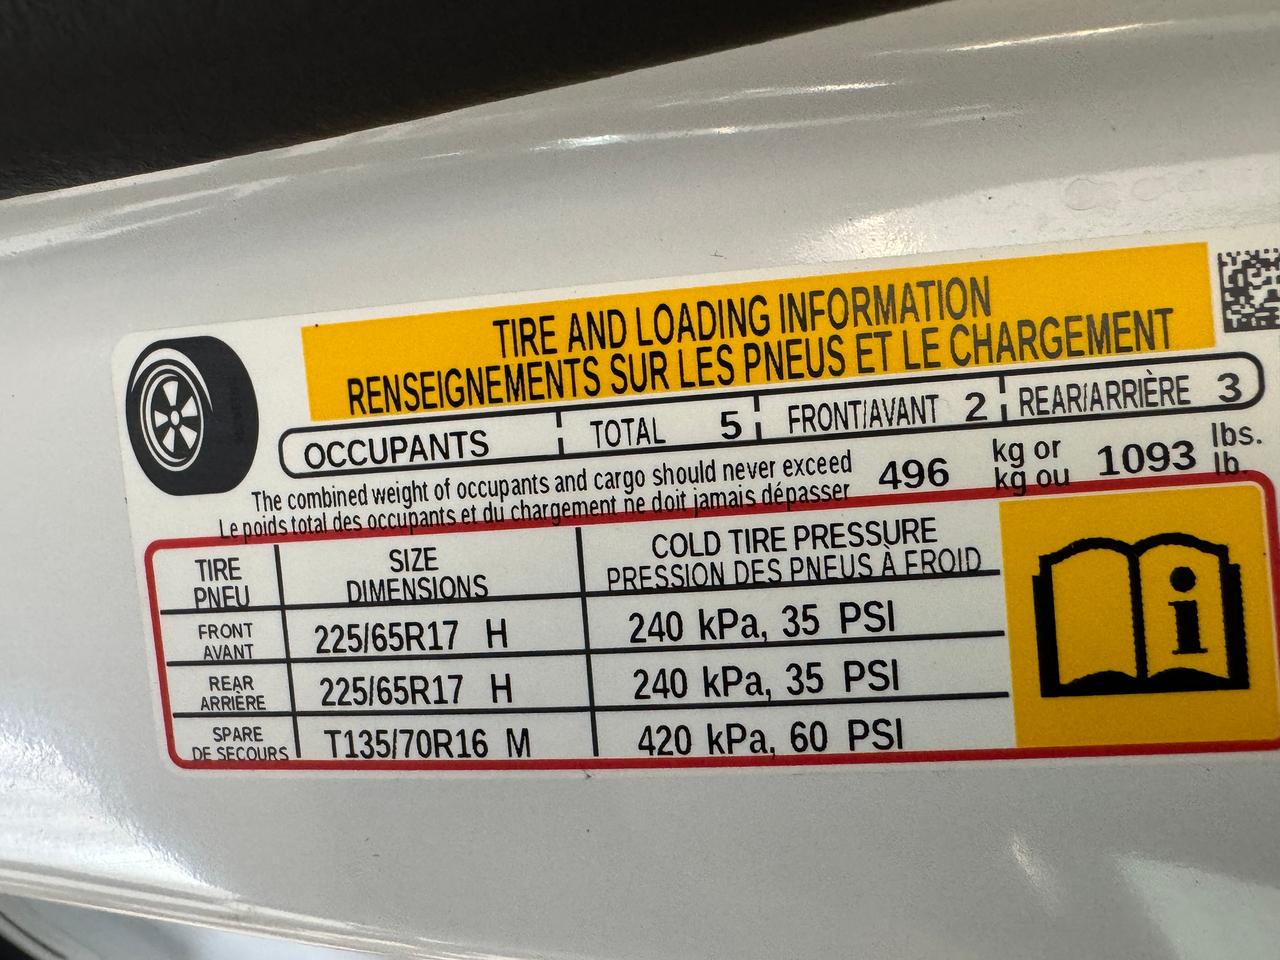 TIRE AND LOADING INFORMATION
RENSEIGNEMENTS SUR LES PNEUS ET LE CHARGEMENT
OCCUPANTS TOTAL 5 FRONT/AVANT 2 REAR/ARRIÈRE 3
The combined weight of occupants and cargo should never exceed 496 kg or 1093 lbs.
Le poids total des occupants et du chargement ne doit jamais dépasser kg ou lb.
TIRE SIZE COLD TIRE PRESSURE
PNEU DIMENSIONS PRESSION DES PNEUS À FROID
FRONT
AVANT 225/65R17 H 240 kPa, 35 PSI
REAR
ARRIÈRE 225/65R17 H 240 kPa, 35 PSI
SPARE
DE SECOURS T135/70R16 M 420 kPa, 60 PSI
i